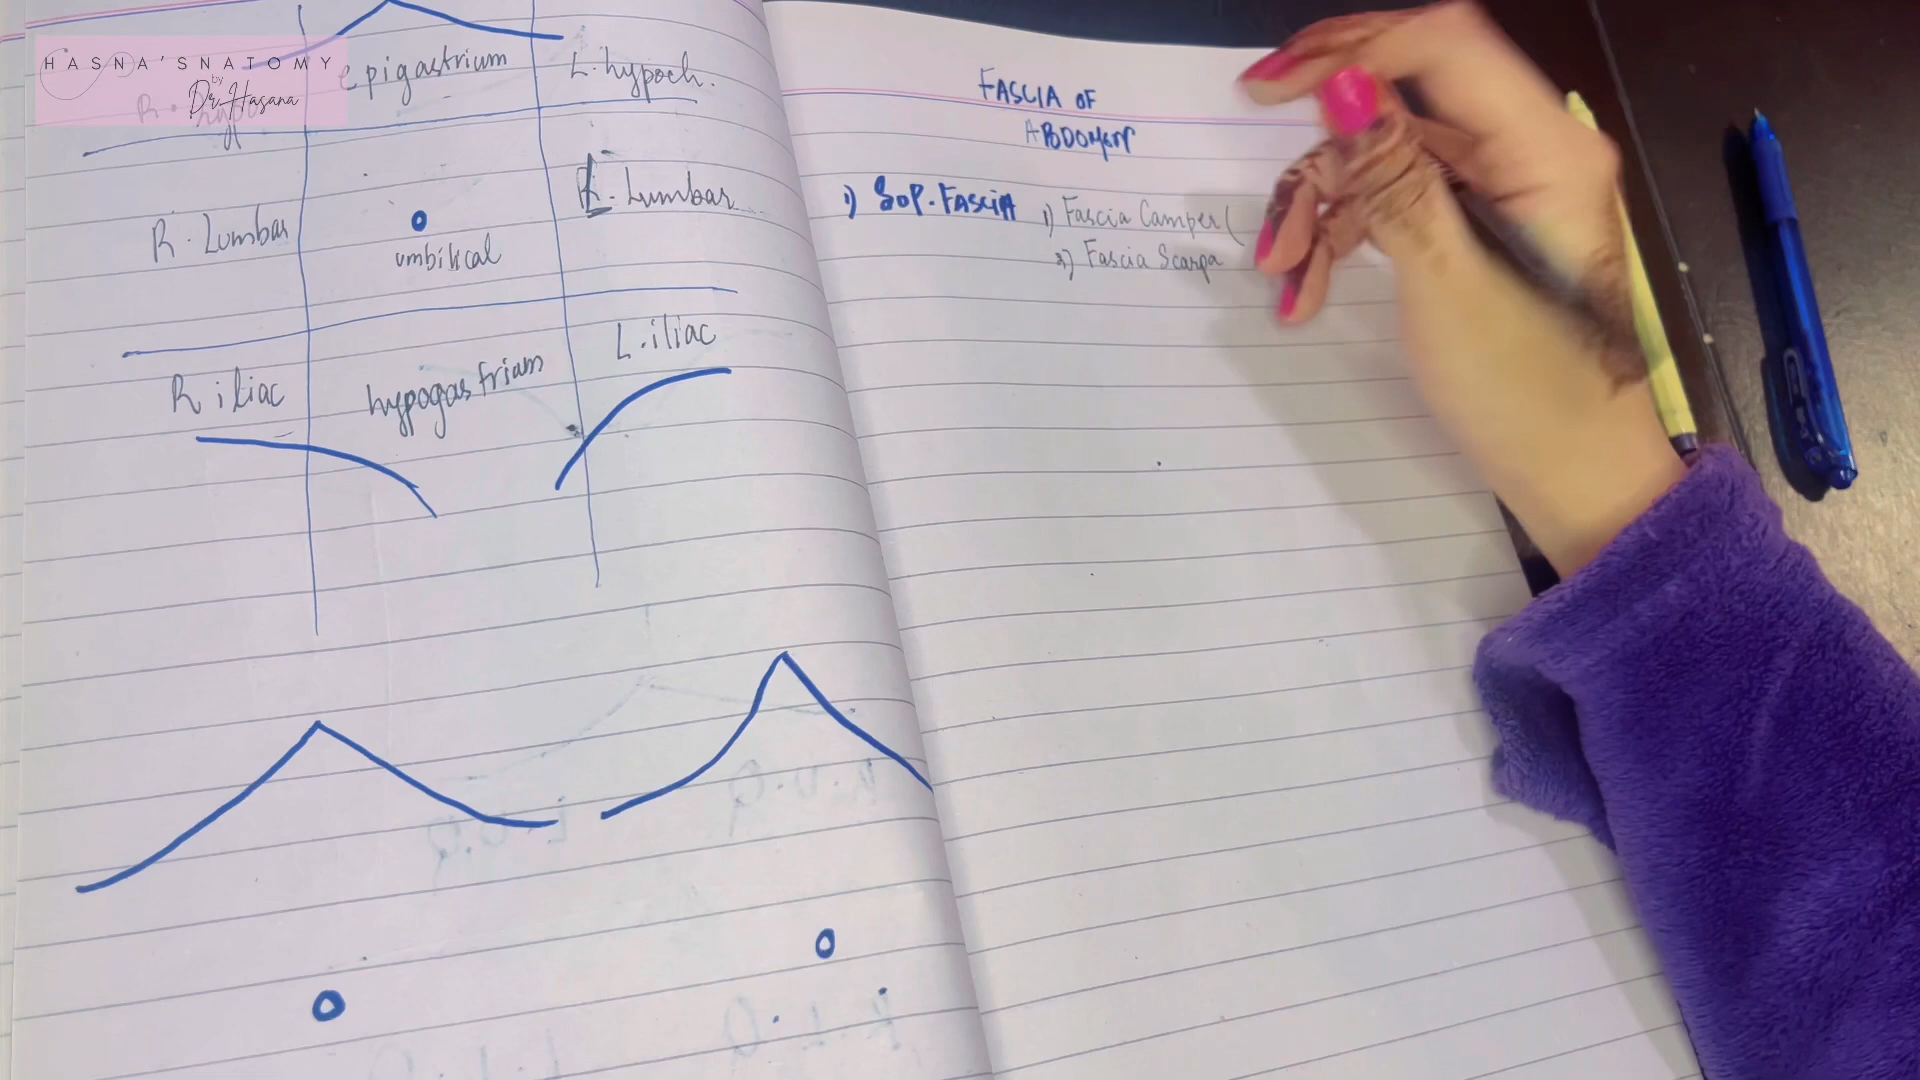 HASNA'SNATOMY
by
Dr. Hasana
epigastrium
L. hypoch.
R. Lumbar
umbilical
L. Lumbar
R iliac
hypogastrium
L. iliac
FASCIA OF
ABDOMEN
1) SUP. FASCIA 1) Fascia Camper (
2) Fascia Scarpa